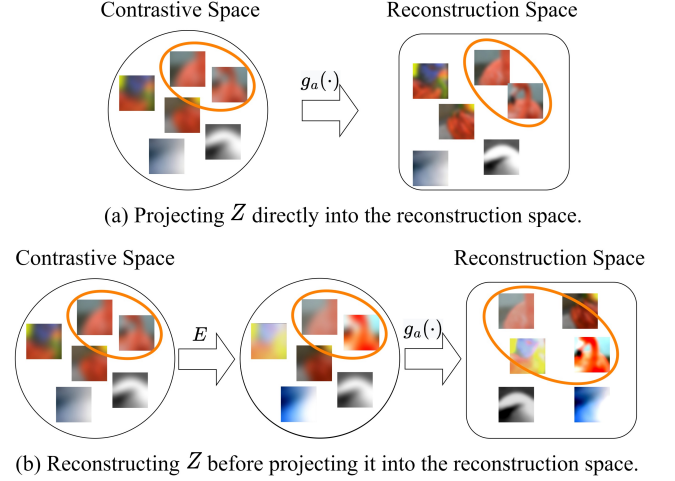 Contrastive Space
Reconstruction Space
g_a(·)
(a) Projecting Z directly into the reconstruction space.
Contrastive Space
Reconstruction Space
E
g_a(·)
(b) Reconstructing Z before projecting it into the reconstruction space.